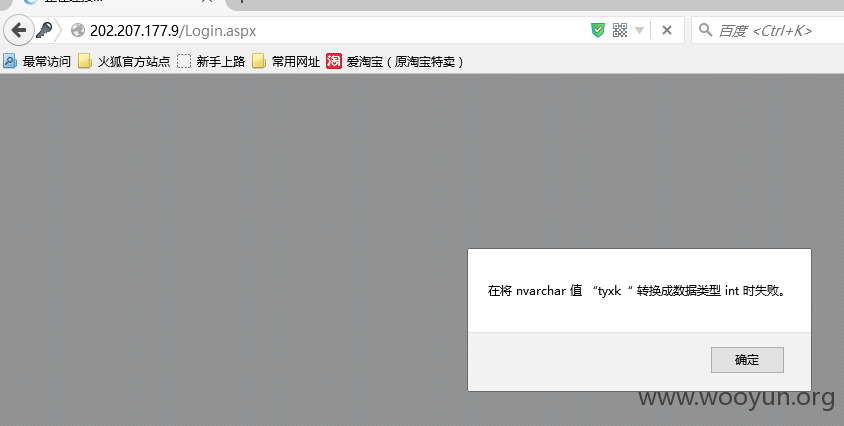 202.207.177.9/Login.aspx
百度 <Ctrl+K>
最常访问 火狐官方站点 新手上路 常用网址 淘 爱淘宝（原淘宝特卖）
在将 nvarchar 值 “tyxk ” 转换成数据类型 int 时失败。
确定
www.wooyun.org